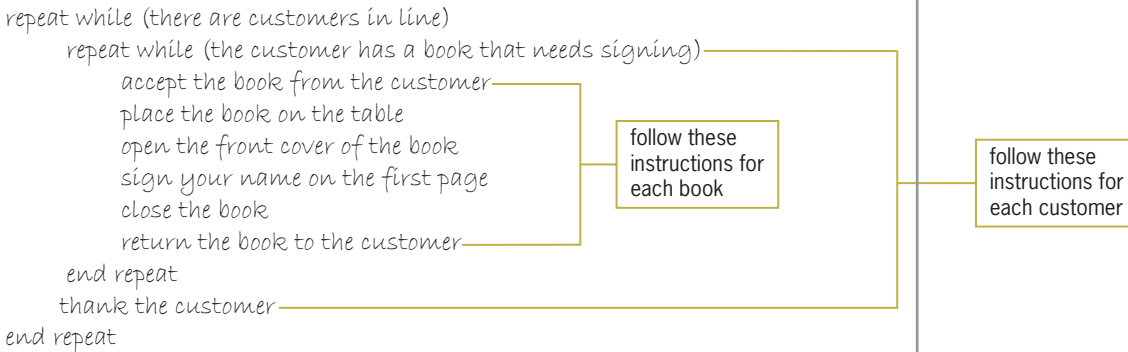 repeat while (there are customers in line)
repeat while (the customer has a book that needs signing)
accept the book from the customer
place the book on the table
open the front cover of the book
sign your name on the first page
close the book
return the book to the customer
end repeat
thank the customer
end repeat
follow these
instructions for
each book
follow these
instructions for
each customer